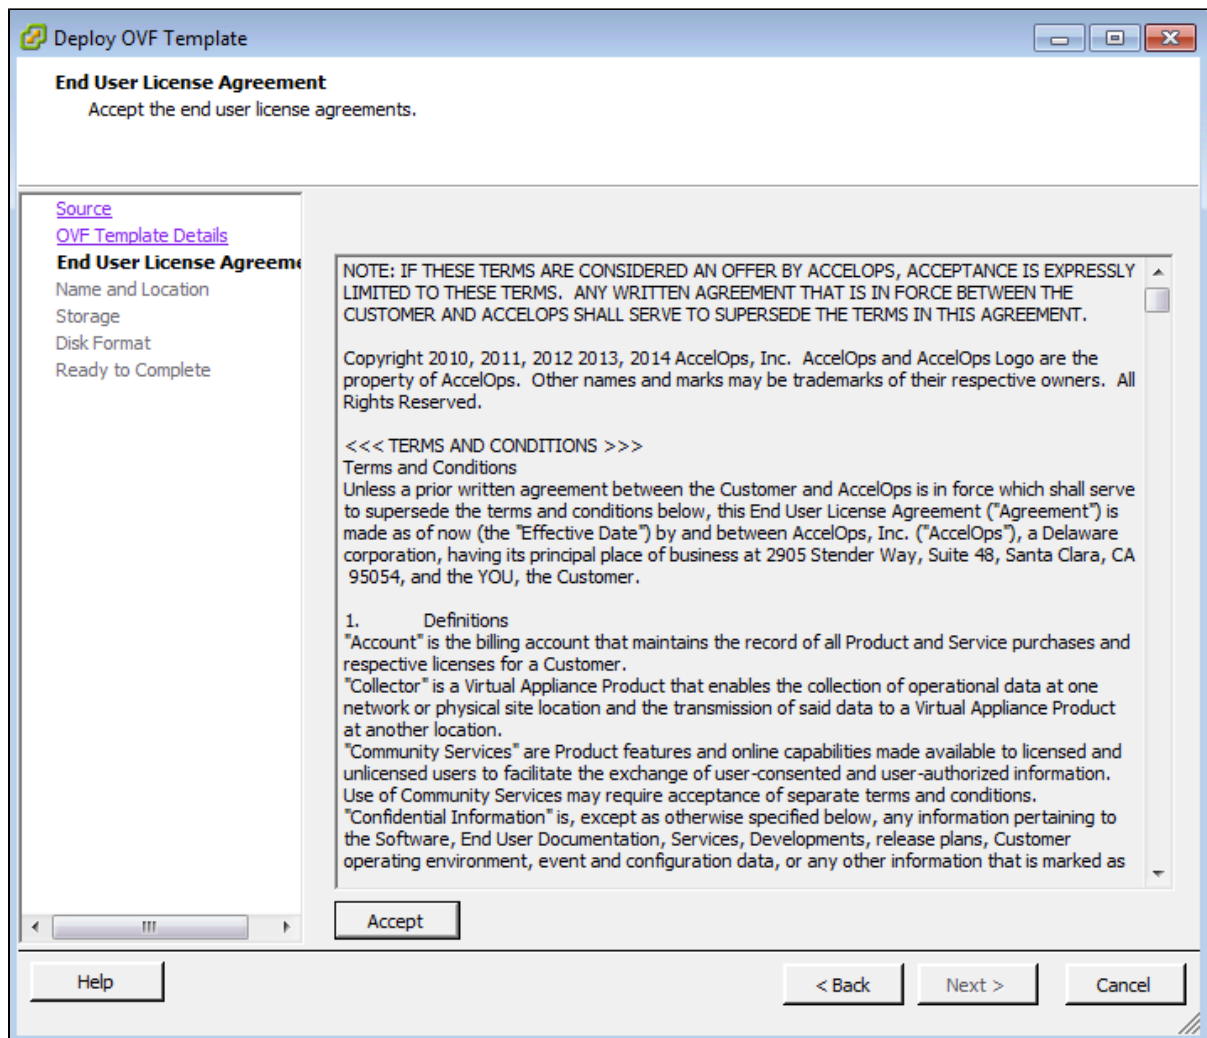 Deploy OVF Template
End User License Agreement
Accept the end user license agreements.
Source
OVF Template Details
End User License Agreeme
Name and Location
Storage
Disk Format
Ready to Complete
NOTE: IF THESE TERMS ARE CONSIDERED AN OFFER BY ACCELOPS, ACCEPTANCE IS EXPRESSLY
LIMITED TO THESE TERMS.  ANY WRITTEN AGREEMENT THAT IS IN FORCE BETWEEN THE
CUSTOMER AND ACCELOPS SHALL SERVE TO SUPERSEDE THE TERMS IN THIS AGREEMENT.
Copyright 2010, 2011, 2012 2013, 2014 AccelOps, Inc.  AccelOps and AccelOps Logo are the
property of AccelOps.  Other names and marks may be trademarks of their respective owners.  All
Rights Reserved.
<<< TERMS AND CONDITIONS >>>
Terms and Conditions
Unless a prior written agreement between the Customer and AccelOps is in force which shall serve
to supersede the terms and conditions below, this End User License Agreement ("Agreement") is
made as of now (the "Effective Date") by and between AccelOps, Inc. ("AccelOps"), a Delaware
corporation, having its principal place of business at 2905 Stender Way, Suite 48, Santa Clara, CA
95054, and the YOU, the Customer.
1. Definitions
"Account" is the billing account that maintains the record of all Product and Service purchases and
respective licenses for a Customer.
"Collector" is a Virtual Appliance Product that enables the collection of operational data at one
network or physical site location and the transmission of said data to a Virtual Appliance Product
at another location.
"Community Services" are Product features and online capabilities made available to licensed and
unlicensed users to facilitate the exchange of user-consented and user-authorized information.
Use of Community Services may require acceptance of separate terms and conditions.
"Confidential Information" is, except as otherwise specified below, any information pertaining to
the Software, End User Documentation, Services, Developments, release plans, Customer
operating environment, event and configuration data, or any other information that is marked as
Accept
Help
< Back
Next >
Cancel